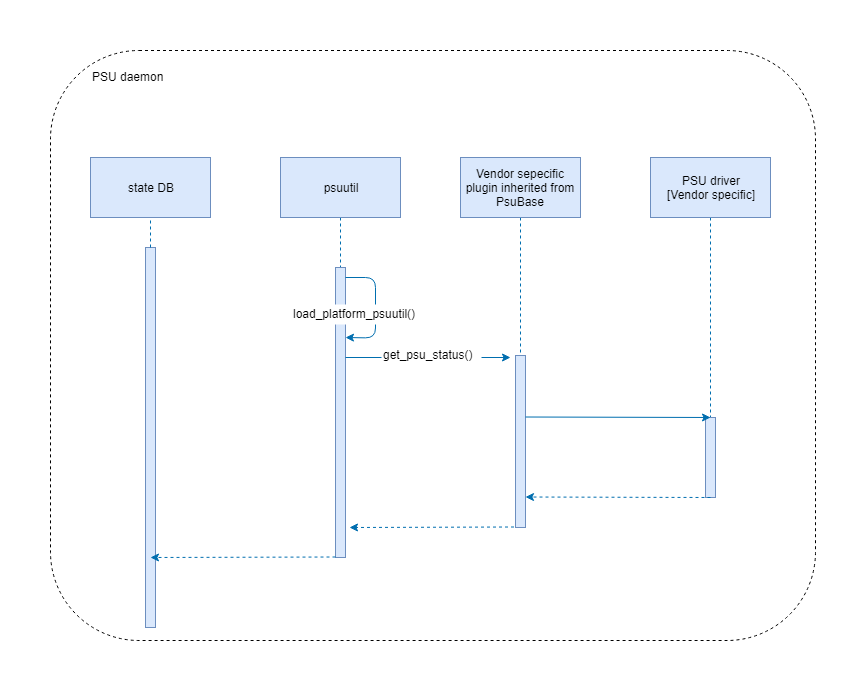 PSU daemon
state DB
psuutil
Vendor sepecific
plugin inherited from
PsuBase
PSU driver
[Vendor specific]
load_platform_psuutil()
get_psu_status()